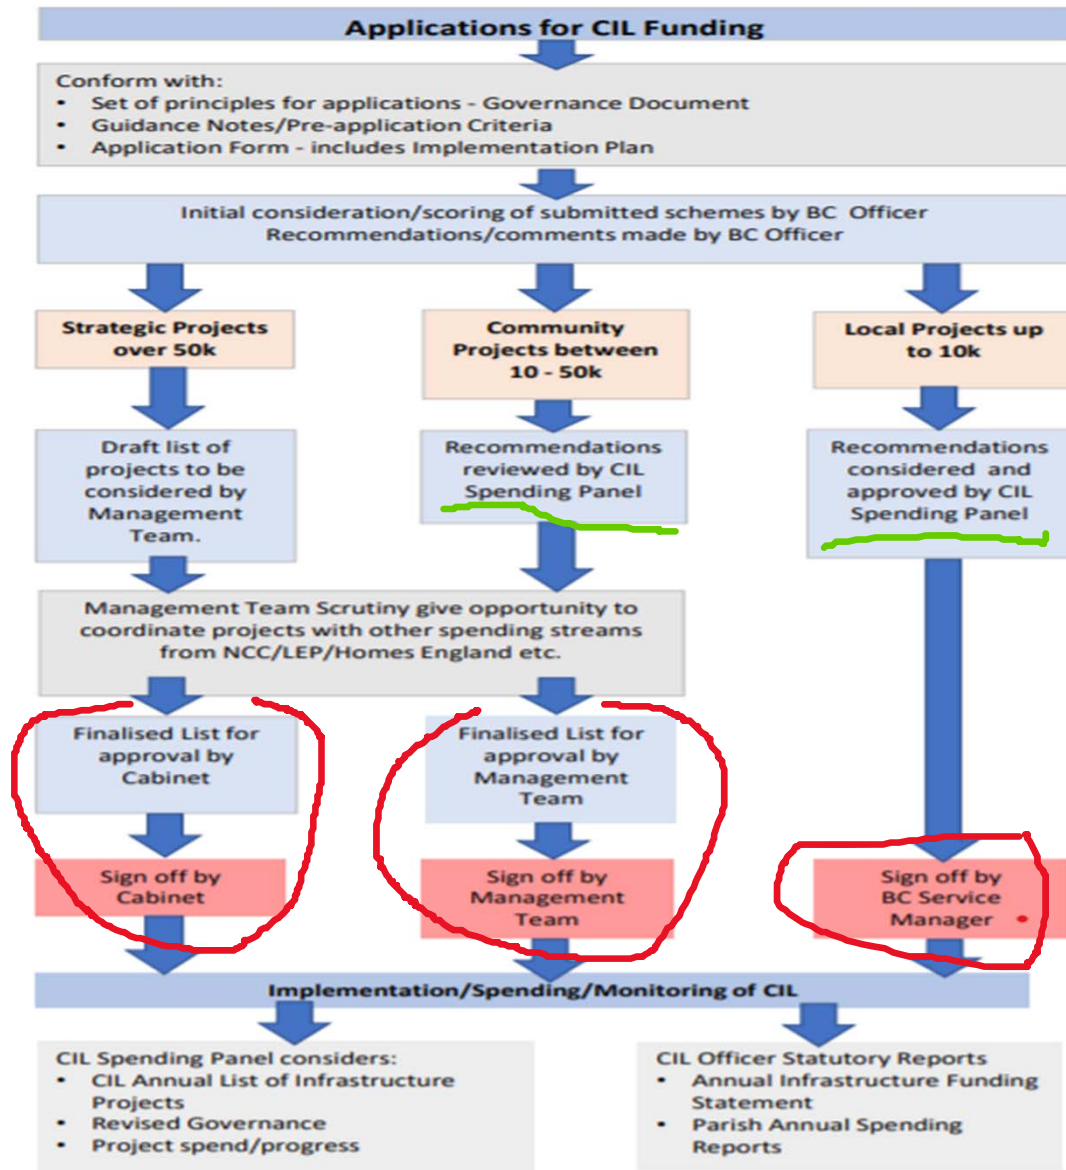 Applications for CIL Funding
Conform with:
• Set of principles for applications - Governance Document
• Guidance Notes/Pre-application Criteria
• Application Form - includes Implementation Plan
Initial consideration/scoring of submitted schemes by BC Officer
Recommendations/comments made by BC Officer
Strategic Projects
over 50k
Community
Projects between
10 - 50k
Local Projects up
to 10k
Draft list of
projects to be
considered by
Management
Team.
Recommendations
reviewed by CIL
Spending Panel
Recommendations
considered and
approved by CIL
Spending Panel
Management Team Scrutiny give opportunity to
coordinate projects with other spending streams
from NCC/LEP/Homes England etc.
Finalised List for
approval by
Cabinet
Finalised List for
approval by
Management
Team
Sign off by
Cabinet
Sign off by
Management
Team
Sign off by
BC Service
Manager
Implementation/Spending/Monitoring of CIL
CIL Spending Panel considers:
• CIL Annual List of Infrastructure
Projects
• Revised Governance
• Project spend/progress
CIL Officer Statutory Reports
• Annual Infrastructure Funding
Statement
• Parish Annual Spending
Reports